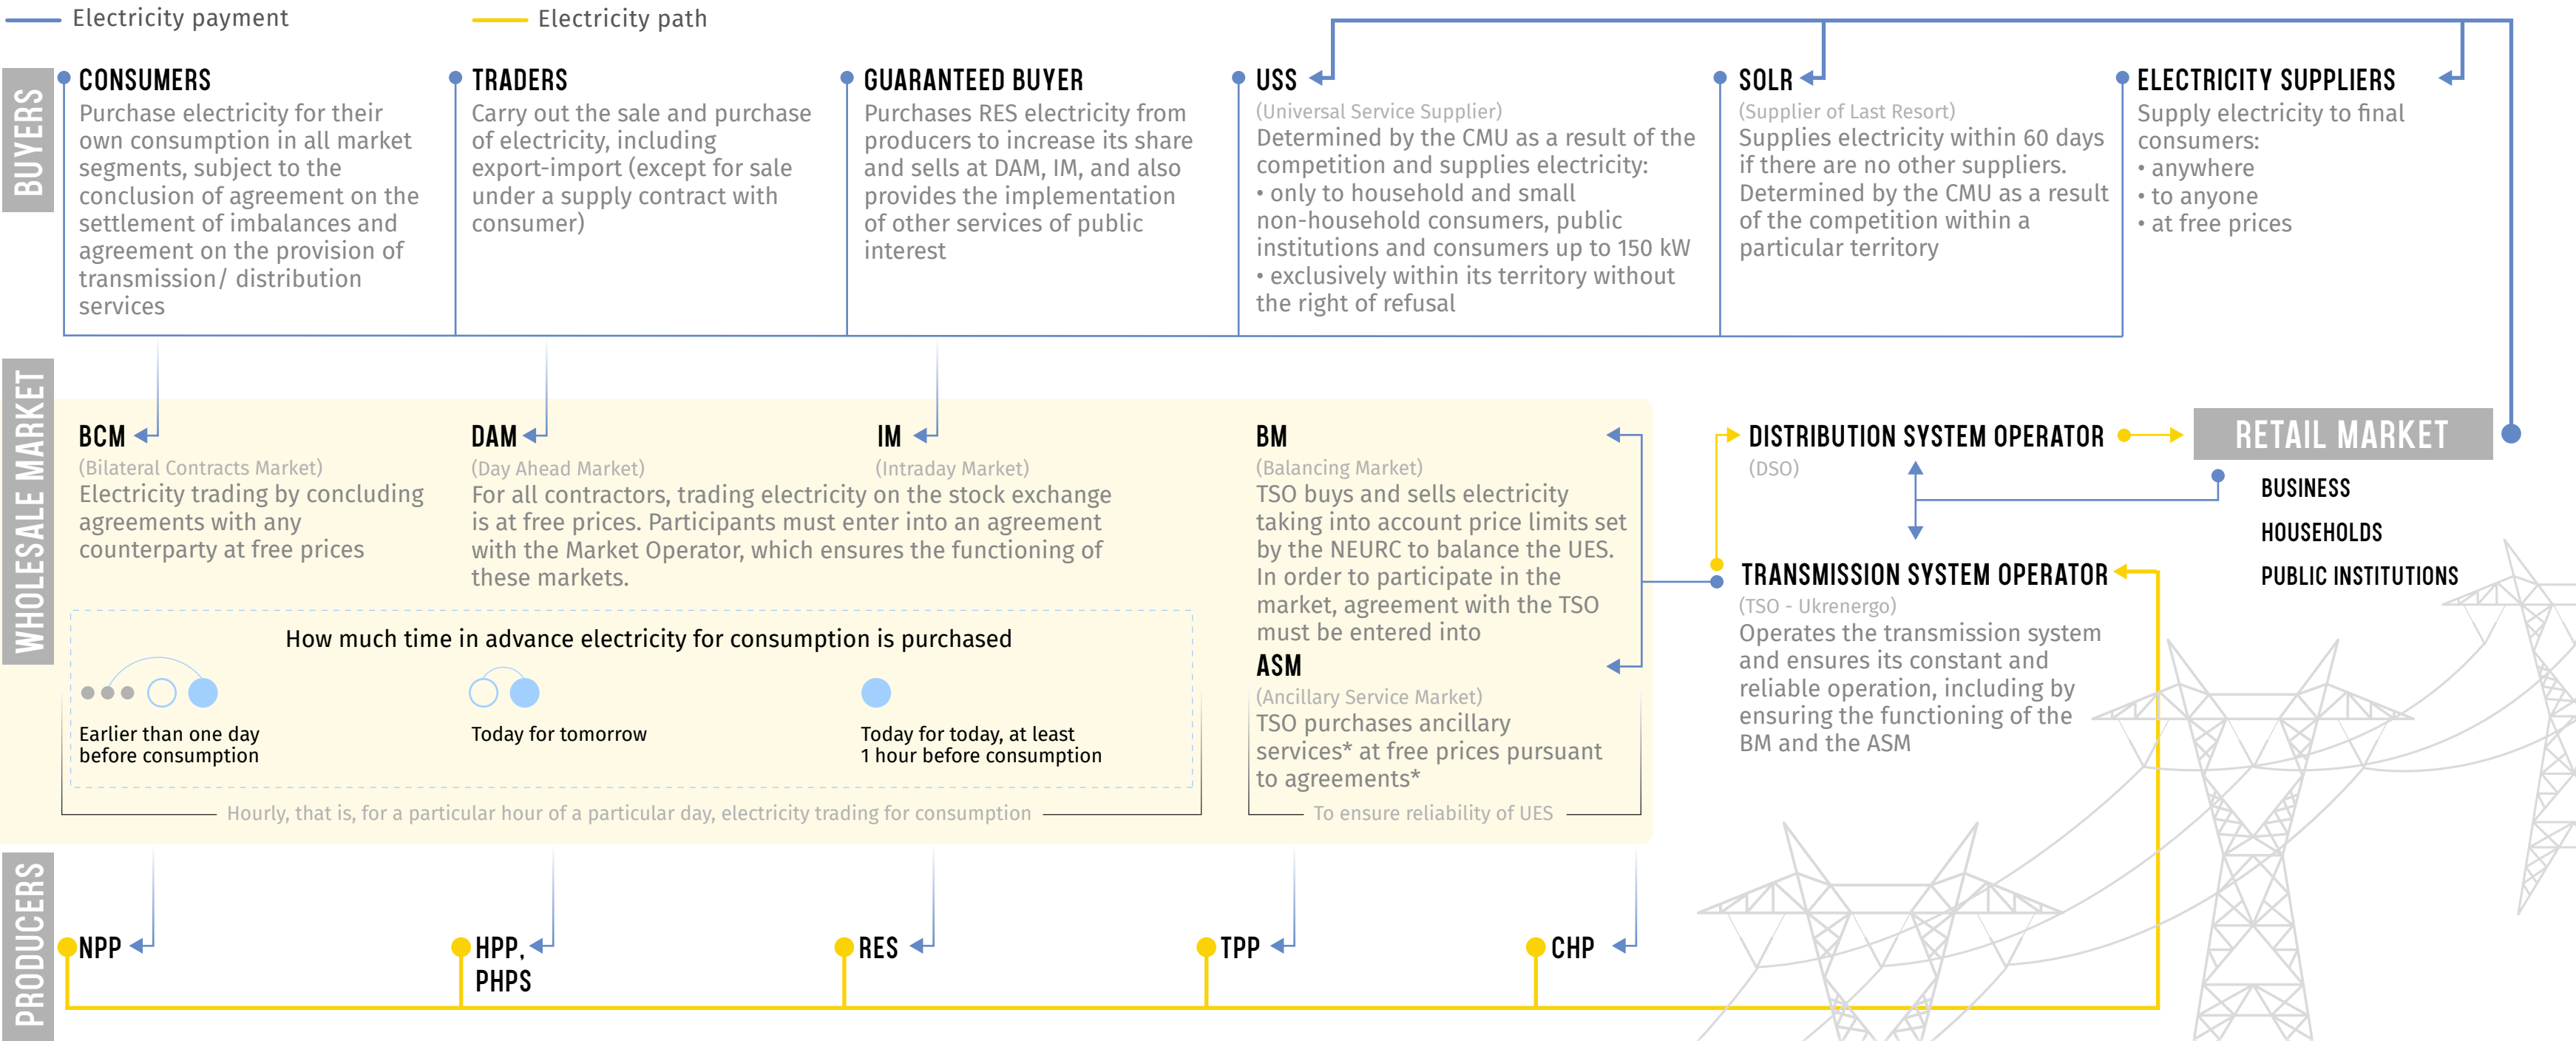 Electricity payment
Electricity path
BUYERS
CONSUMERS
Purchase electricity for their
own consumption in all market
segments, subject to the
conclusion of agreement on the
settlement of imbalances and
agreement on the provision of
transmission/ distribution
services
TRADERS
Carry out the sale and purchase
of electricity, including
export-import (except for sale
under a supply contract with
consumer)
GUARANTEED BUYER
Purchases RES electricity from
producers to increase its share
and sells at DAM, IM, and also
provides the implementation
of other services of public
interest
USS
(Universal Service Supplier)
Determined by the CMU as a result of the
competition and supplies electricity:
• only to household and small
non-household consumers, public
institutions and consumers up to 150 kW
• exclusively within its territory without
the right of refusal
SOLR
(Supplier of Last Resort)
Supplies electricity within 60 days
if there are no other suppliers.
Determined by the CMU as a result
of the competition within a
particular territory
ELECTRICITY SUPPLIERS
Supply electricity to final
consumers:
• anywhere
• to anyone
• at free prices
WHOLESALE MARKET
BCM
(Bilateral Contracts Market)
Electricity trading by concluding
agreements with any
counterparty at free prices
DAM
(Day Ahead Market)
IM
(Intraday Market)
For all contractors, trading electricity on the stock exchange
is at free prices. Participants must enter into an agreement
with the Market Operator, which ensures the functioning of
these markets.
How much time in advance electricity for consumption is purchased
Earlier than one day
before consumption
Today for tomorrow
Today for today, at least
1 hour before consumption
Hourly, that is, for a particular hour of a particular day, electricity trading for consumption
BM
(Balancing Market)
TSO buys and sells electricity
taking into account price limits set
by the NEURC to balance the UES.
In order to participate in the
market, agreement with the TSO
must be entered into
ASM
(Ancillary Service Market)
TSO purchases ancillary
services* at free prices pursuant
to agreements*
To ensure reliability of UES
DISTRIBUTION SYSTEM OPERATOR
(DSO)
TRANSMISSION SYSTEM OPERATOR
(TSO - Ukrenergo)
Operates the transmission system
and ensures its constant and
reliable operation, including by
ensuring the functioning of the
BM and the ASM
RETAIL MARKET
BUSINESS
HOUSEHOLDS
PUBLIC INSTITUTIONS
PRODUCERS
NPP
HPP,
PHPS
RES
TPP
CHP